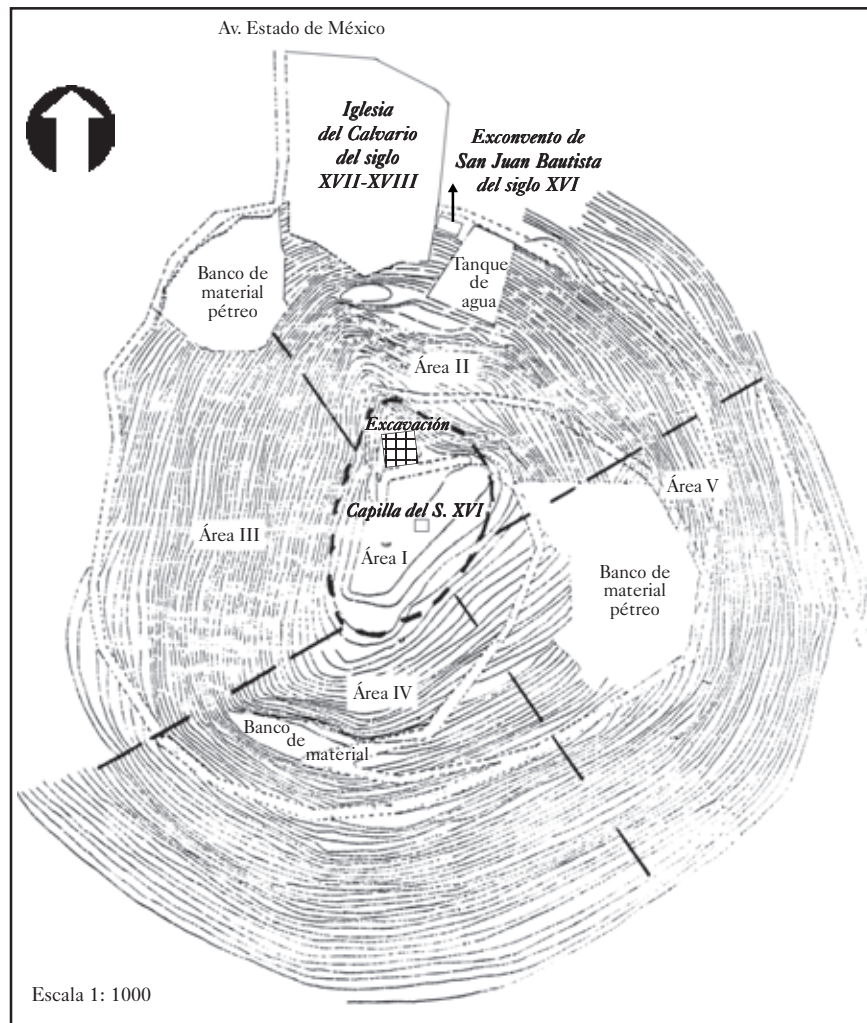 Av. Estado de México
Iglesia
del Calvario
del siglo
XVII-XVIII
Exconvento de
San Juan Bautista
del siglo XVI
Banco de
material
pétreo
Tanque
de
agua
Área II
Excavación
Área V
Capilla del S. XVI
Área III
Área I
Banco de
material
pétreo
Área IV
Banco
de
material
Escala 1: 1000